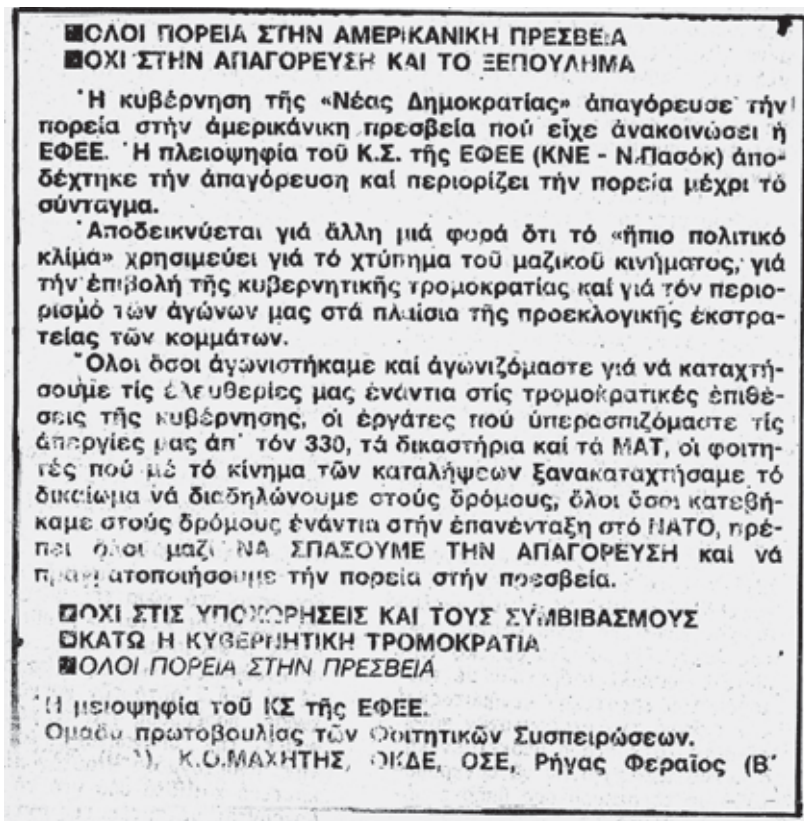 ΟΛΟΙ ΠΟΡΕΙΑ ΣΤΗΝ ΑΜΕΡΙΚΑΝΙΚΗ ΠΡΕΣΒΕΙΑ
ΟΧΙ ΣΤΗΝ ΑΠΑΓΟΡΕΥΣΗ ΚΑΙ ΤΟ ΞΕΠΟΥΛΗΜΑ
Ἡ κυβέρνηση τῆς «Νέας Δημοκρατίας» ἀπαγόρευσε τήν
πορεία στήν ἀμερικάνικη πρεσβεία πού εἶχε ἀνακοινώσει ἡ
ΕΦΕΕ. Ἡ πλειοψηφία τοῦ Κ.Σ. τῆς ΕΦΕΕ (ΚΝΕ - Ν.Πασόκ) ἀπο-
δέχτηκε τήν ἀπαγόρευση καί περιορίζει τήν πορεία μέχρι τό
σύνταγμα.
Ἀποδεικνύεται γιά ἄλλη μιά φορά ὅτι τό «ἤπιο πολιτικό
κλίμα» χρησιμεύει γιά τό χτύπημα τοῦ μαζικοῦ κινήματος, γιά
τήν ἐπιβολή τῆς κυβερνητικῆς τρομοκρατίας καί γιά τόν περιο-
ρισμό τῶν ἀγώνων μας στά πλαίσια τῆς προεκλογικῆς ἐκστρα-
τείας τῶν κομμάτων.
Ὅλοι ὅσοι ἀγωνιστήκαμε καί ἀγωνιζόμαστε γιά νά καταχτή-
σουμε τίς ἐλευθερίες μας ἐνάντια στίς τρομοκρατικές ἐπιθέ-
σεις τῆς κυβέρνησης, οἱ ἐργάτες πού ὑπερασπιζόμαστε τίς
ἀπεργίες μας ἀπ' τόν 330, τά δικαστήρια καί τά ΜΑΤ, οἱ φοιτη-
τές πού μέ τό κίνημα τῶν καταλήψεων ξανακαταχτήσαμε τό
δικαίωμα νά διαδηλώνουμε στούς δρόμους, ὅλοι ὅσοι κατεβή-
καμε στούς δρόμους ἐνάντια στήν ἐπανένταξη στό ΝΑΤΟ, πρέ-
πει ὅλοι μαζί ΝΑ ΣΠΑΣΟΥΜΕ ΤΗΝ ΑΠΑΓΟΡΕΥΣΗ καί νά
πραγματοποιήσουμε τήν πορεία στήν πρεσβεία.
ΟΧΙ ΣΤΙΣ ΥΠΟΧΩΡΗΣΕΙΣ ΚΑΙ ΤΟΥΣ ΣΥΜΒΙΒΑΣΜΟΥΣ
ΚΑΤΩ Η ΚΥΒΕΡΝΗΤΙΚΗ ΤΡΟΜΟΚΡΑΤΙΑ
ΟΛΟΙ ΠΟΡΕΙΑ ΣΤΗΝ ΠΡΕΣΒΕΙΑ
Ἡ μειοψηφία τοῦ ΚΣ τῆς ΕΦΕΕ.
Ομάδα πρωτοβουλίας τῶν Φοιτητικῶν Συσπειρώσεων.
Κ.Ο.ΜΑΧΗΤΗΣ, ΟΚΔΕ, ΟΣΕ, Ρήγας Φεραῖος (Β΄